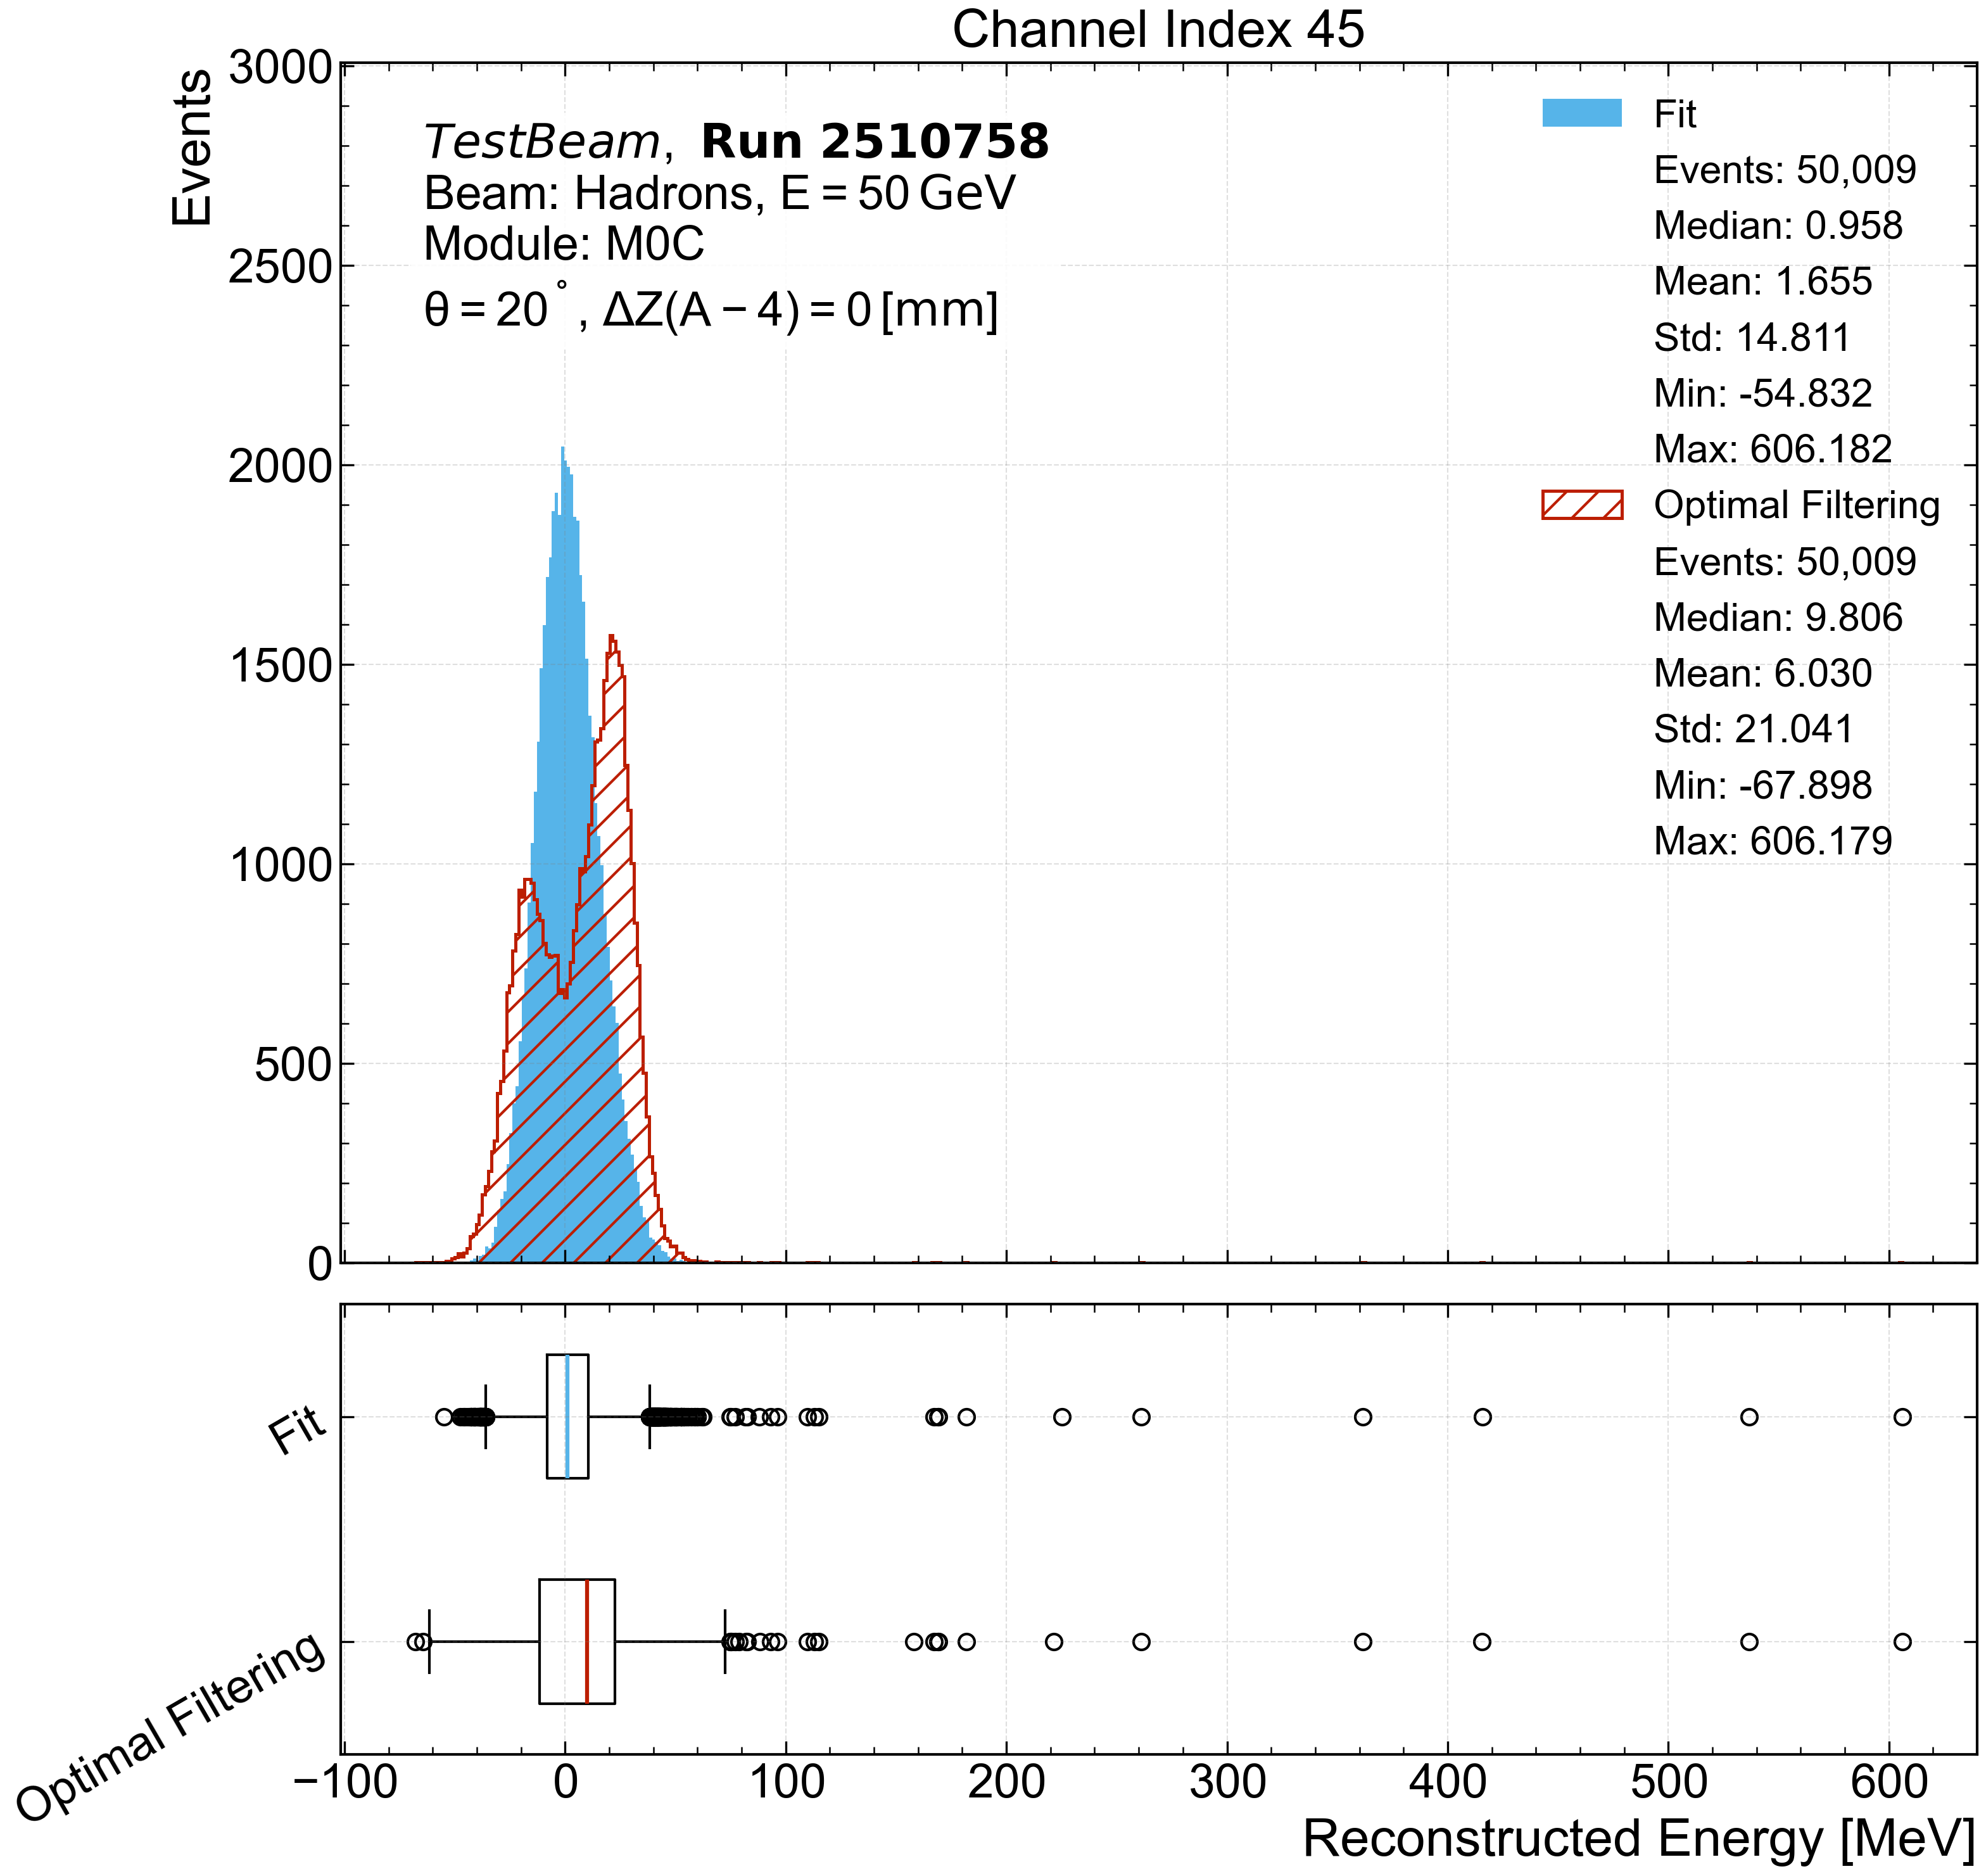 Channel Index 45
Events
3000
2500
2000
1500
1000
500
0
TestBeam, Run 2510758
Beam: Hadrons, E = 50 GeV
Module: M0C
θ = 20°, ΔZ(A − 4) = 0 [mm]
Fit
Events: 50,009
Median: 0.958
Mean: 1.655
Std: 14.811
Min: -54.832
Max: 606.182
Optimal Filtering
Events: 50,009
Median: 9.806
Mean: 6.030
Std: 21.041
Min: -67.898
Max: 606.179
Fit
Optimal Filtering
−100 0 100 200 300 400 500 600
Reconstructed Energy [MeV]